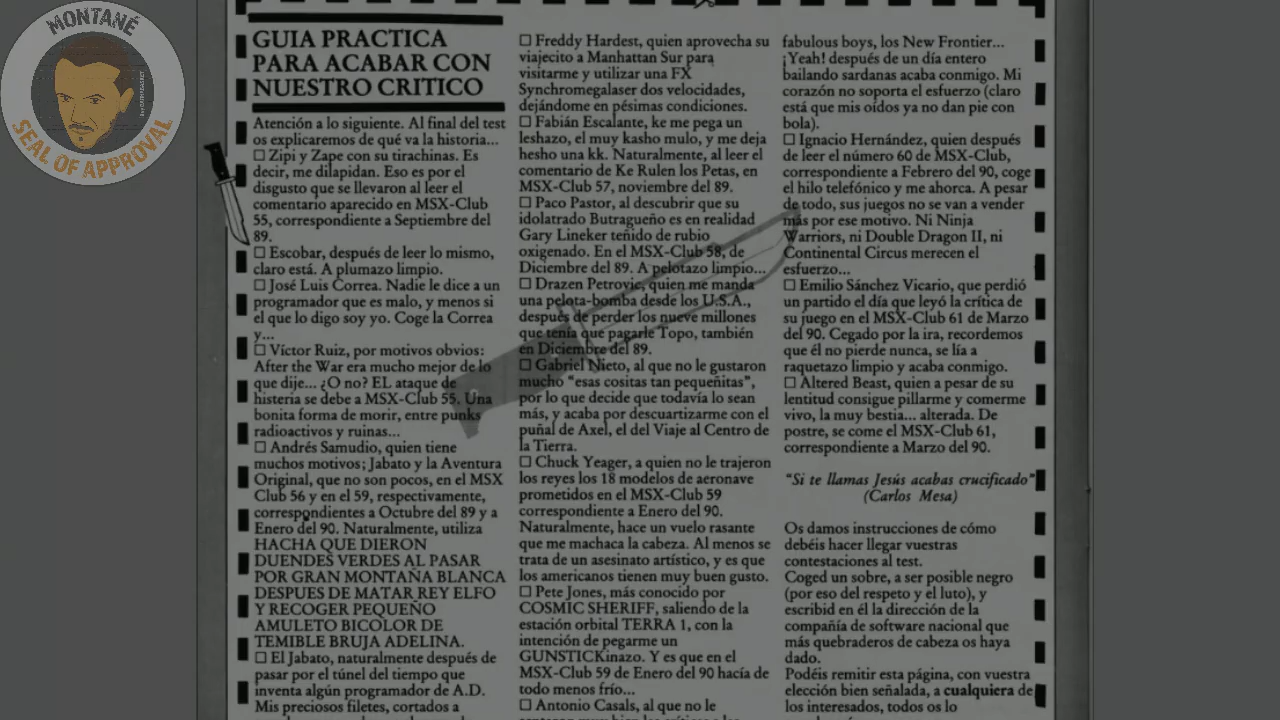 MONTANÉ
SEAL OF APPROVAL
GUIA PRACTICA
PARA ACABAR CON
NUESTRO CRITICO
Atención a lo siguiente. Al final del test
os explicaremos de qué va la historia...
☐ Zipi y Zape con su tirachinas. Es
decir, me dilapidan. Eso es por el
disgusto que se llevaron al leer el
comentario aparecido en MSX-Club
55, correspondiente a Septiembre del
89.
☐ Escobar, después de leer lo mismo,
claro está. A plumazo limpio.
☐ José Luis Correa. Nadie le dice a un
programador que es malo, y menos si
el que lo digo soy yo. Coge la Correa
y...
☐ Víctor Ruiz, por motivos obvios:
After the War era mucho mejor de lo
que dije... ¿O no? EL ataque de
histeria se debe a MSX-Club 55. Una
bonita forma de morir, entre punks
radioactivos y ruinas...
☐ Andrés Samudio, quien tiene
muchos motivos; Jabato y la Aventura
Original, que no son pocos, en el MSX
Club 56 y en el 59, respectivamente,
correspondientes a Octubre del 89 y a
Enero del 90. Naturalmente, utiliza
HACHA QUE DIERON
DUENDES VERDES AL PASAR
POR GRAN MONTAÑA BLANCA
DESPUES DE MATAR REY ELFO
Y RECOGER PEQUEÑO
AMULETO BICOLOR DE
TEMIBLE BRUJA ADELINA.
☐ El Jabato, naturalmente después de
pasar por el túnel del tiempo que
inventa algún programador de A.D.
Mis preciosos filetes, cortados a
☐ Freddy Hardest, quien aprovecha su
viajecito a Manhattan Sur para
visitarme y utilizar una FX
Synchromegalaser dos velocidades,
dejándome en pésimas condiciones.
☐ Fabián Escalante, ke me pega un
leshazo, el muy kasho mulo, y me deja
hesho una kk. Naturalmente, al leer el
comentario de Ke Rulen los Petas, en
MSX-Club 57, noviembre del 89.
☐ Paco Pastor, al descubrir que su
idolatrado Butragueño es en realidad
Gary Lineker teñido de rubio
oxigenado. En el MSX-Club 58, de
Diciembre del 89. A pelotazo limpio...
☐ Drazen Petrovic, quien me manda
una pelota-bomba desde los U.S.A.,
después de perder los nueve millones
que tenía que pagarle Topo, también
en Diciembre del 89.
☐ Gabriel Nieto, al que no le gustaron
mucho "esas cositas tan pequeñitas",
por lo que decide que todavía lo sean
más, y acaba por descuartizarme con el
puñal de Axel, el del Viaje al Centro de
la Tierra.
☐ Chuck Yeager, a quien no le trajeron
los reyes los 18 modelos de aeronave
prometidos en el MSX-Club 59
correspondiente a Enero del 90.
Naturalmente, hace un vuelo rasante
que me machaca la cabeza. Al menos se
trata de un asesinato artístico, y es que
los americanos tienen muy buen gusto.
☐ Pete Jones, más conocido por
COSMIC SHERIFF, saliendo de la
estación orbital TERRA 1, con la
intención de pegarme un
GUNSTICKinazo. Y es que en el
MSX-Club 59 de Enero del 90 hacía de
todo menos frío...
☐ Antonio Casals, al que no le
fabulous boys, los New Frontier...
¡Yeah! después de un día entero
bailando sardanas acaba conmigo. Mi
corazón no soporta el esfuerzo (claro
está que mis oídos ya no dan pie con
bola).
☐ Ignacio Hernández, quien después
de leer el número 60 de MSX-Club,
correspondiente a Febrero del 90, coge
el hilo telefónico y me ahorca. A pesar
de todo, sus juegos no se van a vender
más por ese motivo. Ni Ninja
Warriors, ni Double Dragon II, ni
Continental Circus merecen el
esfuerzo...
☐ Emilio Sánchez Vicario, que perdió
un partido el día que leyó la crítica de
su juego en el MSX-Club 61 de Marzo
del 90. Cegado por la ira, recordemos
que él no pierde nunca, se lía a
raquetazo limpio y acaba conmigo.
☐ Altered Beast, quien a pesar de su
lentitud consigue pillarme y comerme
vivo, la muy bestia... alterada. De
postre, se come el MSX-Club 61,
correspondiente a Marzo del 90.
"Si te llamas Jesús acabas crucificado"
(Carlos Mesa)
Os damos instrucciones de cómo
debéis hacer llegar vuestras
contestaciones al test.
Coged un sobre, a ser posible negro
(por eso del respeto y el luto), y
escribid en él la dirección de la
compañía de software nacional que
más quebraderos de cabeza os haya
dado.
Podéis remitir esta página, con vuestra
elección bien señalada, a cualquiera de
los interesados, todos os lo